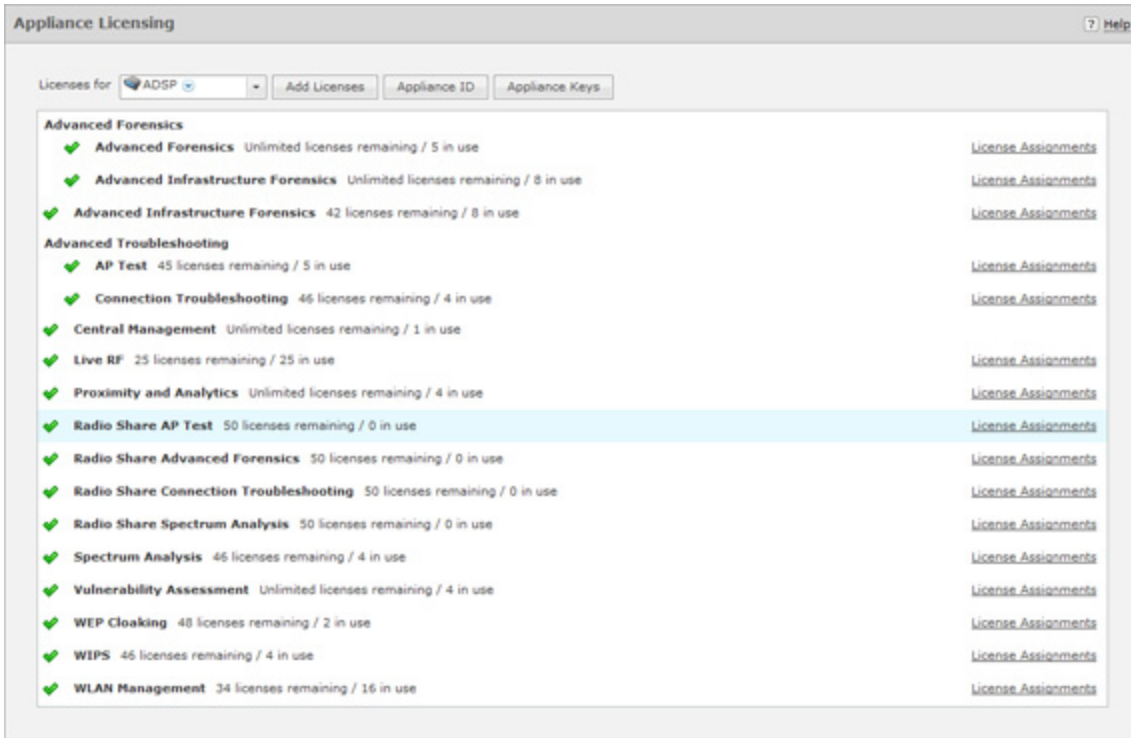 Appliance Licensing
? Help
Licenses for ADSP Add Licenses Appliance ID Appliance Keys
Advanced Forensics
Advanced Forensics Unlimited licenses remaining / 5 in use License Assignments
Advanced Infrastructure Forensics Unlimited licenses remaining / 8 in use License Assignments
Advanced Infrastructure Forensics 42 licenses remaining / 8 in use License Assignments
Advanced Troubleshooting
AP Test 45 licenses remaining / 5 in use License Assignments
Connection Troubleshooting 46 licenses remaining / 4 in use License Assignments
Central Management Unlimited licenses remaining / 1 in use
Live RF 25 licenses remaining / 25 in use License Assignments
Proximity and Analytics Unlimited licenses remaining / 4 in use License Assignments
Radio Share AP Test 50 licenses remaining / 0 in use License Assignments
Radio Share Advanced Forensics 50 licenses remaining / 0 in use License Assignments
Radio Share Connection Troubleshooting 50 licenses remaining / 0 in use License Assignments
Radio Share Spectrum Analysis 50 licenses remaining / 0 in use License Assignments
Spectrum Analysis 46 licenses remaining / 4 in use License Assignments
Vulnerability Assessment Unlimited licenses remaining / 4 in use License Assignments
WEP Cloaking 48 licenses remaining / 2 in use License Assignments
WIPS 46 licenses remaining / 4 in use License Assignments
WLAN Management 34 licenses remaining / 16 in use License Assignments